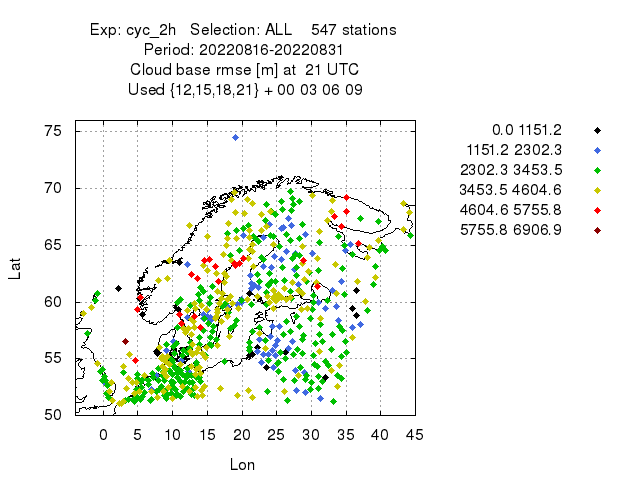 Exp: cyc_2h   Selection: ALL    547 stations
Period: 20220816-20220831
Cloud base rmse [m] at  21 UTC
Used {12,15,18,21} + 00 03 06 09
0.0 1151.2
1151.2 2302.3
2302.3 3453.5
3453.5 4604.6
4604.6 5755.8
5755.8 6906.9
75
70
65
60
55
50
Lat
0 5 10 15 20 25 30 35 40 45
Lon